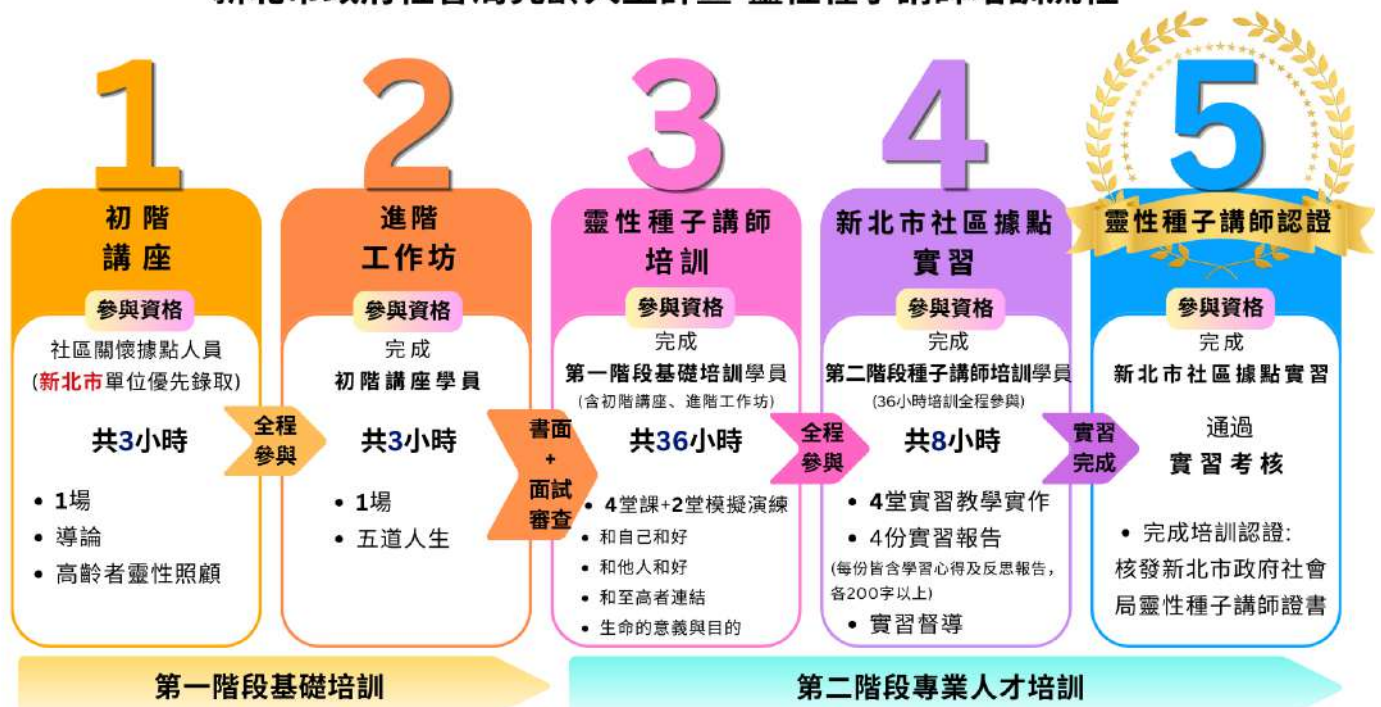 1
初階
講座
參與資格
社區關懷據點人員
(新北市單位優先錄取)
共3小時
• 1場
• 導論
• 高齡者靈性照顧
全程
參與
2
進階
工作坊
參與資格
完成
初階講座學員
共3小時
• 1場
• 五道人生
書面
+
面試
審查
3
靈性種子講師
培訓
參與資格
完成
第一階段基礎培訓學員
(含初階講座、進階工作坊)
共36小時
• 4堂課+2堂模擬演練
• 和自己和好
• 和他人和好
• 和至高者連結
• 生命的意義與目的
全程
參與
4
新北市社區據點
實習
參與資格
完成
第二階段種子講師培訓學員
(36小時培訓全程參與)
共8小時
• 4堂實習教學實作
• 4份實習報告
(每份皆含學習心得及反思報告,
各200字以上)
• 實習督導
實習
完成
5
靈性種子講師認證
參與資格
完成
新北市社區據點實習
通過
實習考核
• 完成培訓認證:
核發新北市政府社會
局靈性種子講師證書
第一階段基礎培訓
第二階段專業人才培訓